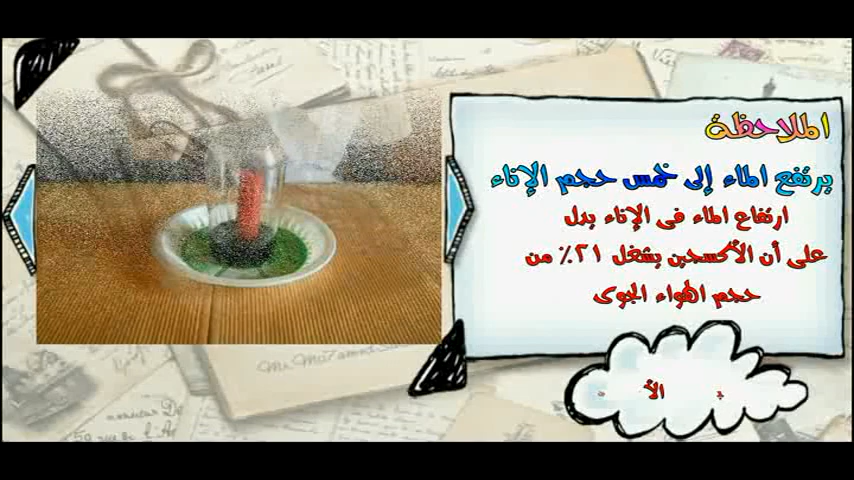 الملاحظة
يرتفع الماء إلى خمس حجم الإناء
ارتفاع الماء فى الإناء يدل
على أن الأكسجين يشغل ٢١٪ من
حجم الهواء الجوى